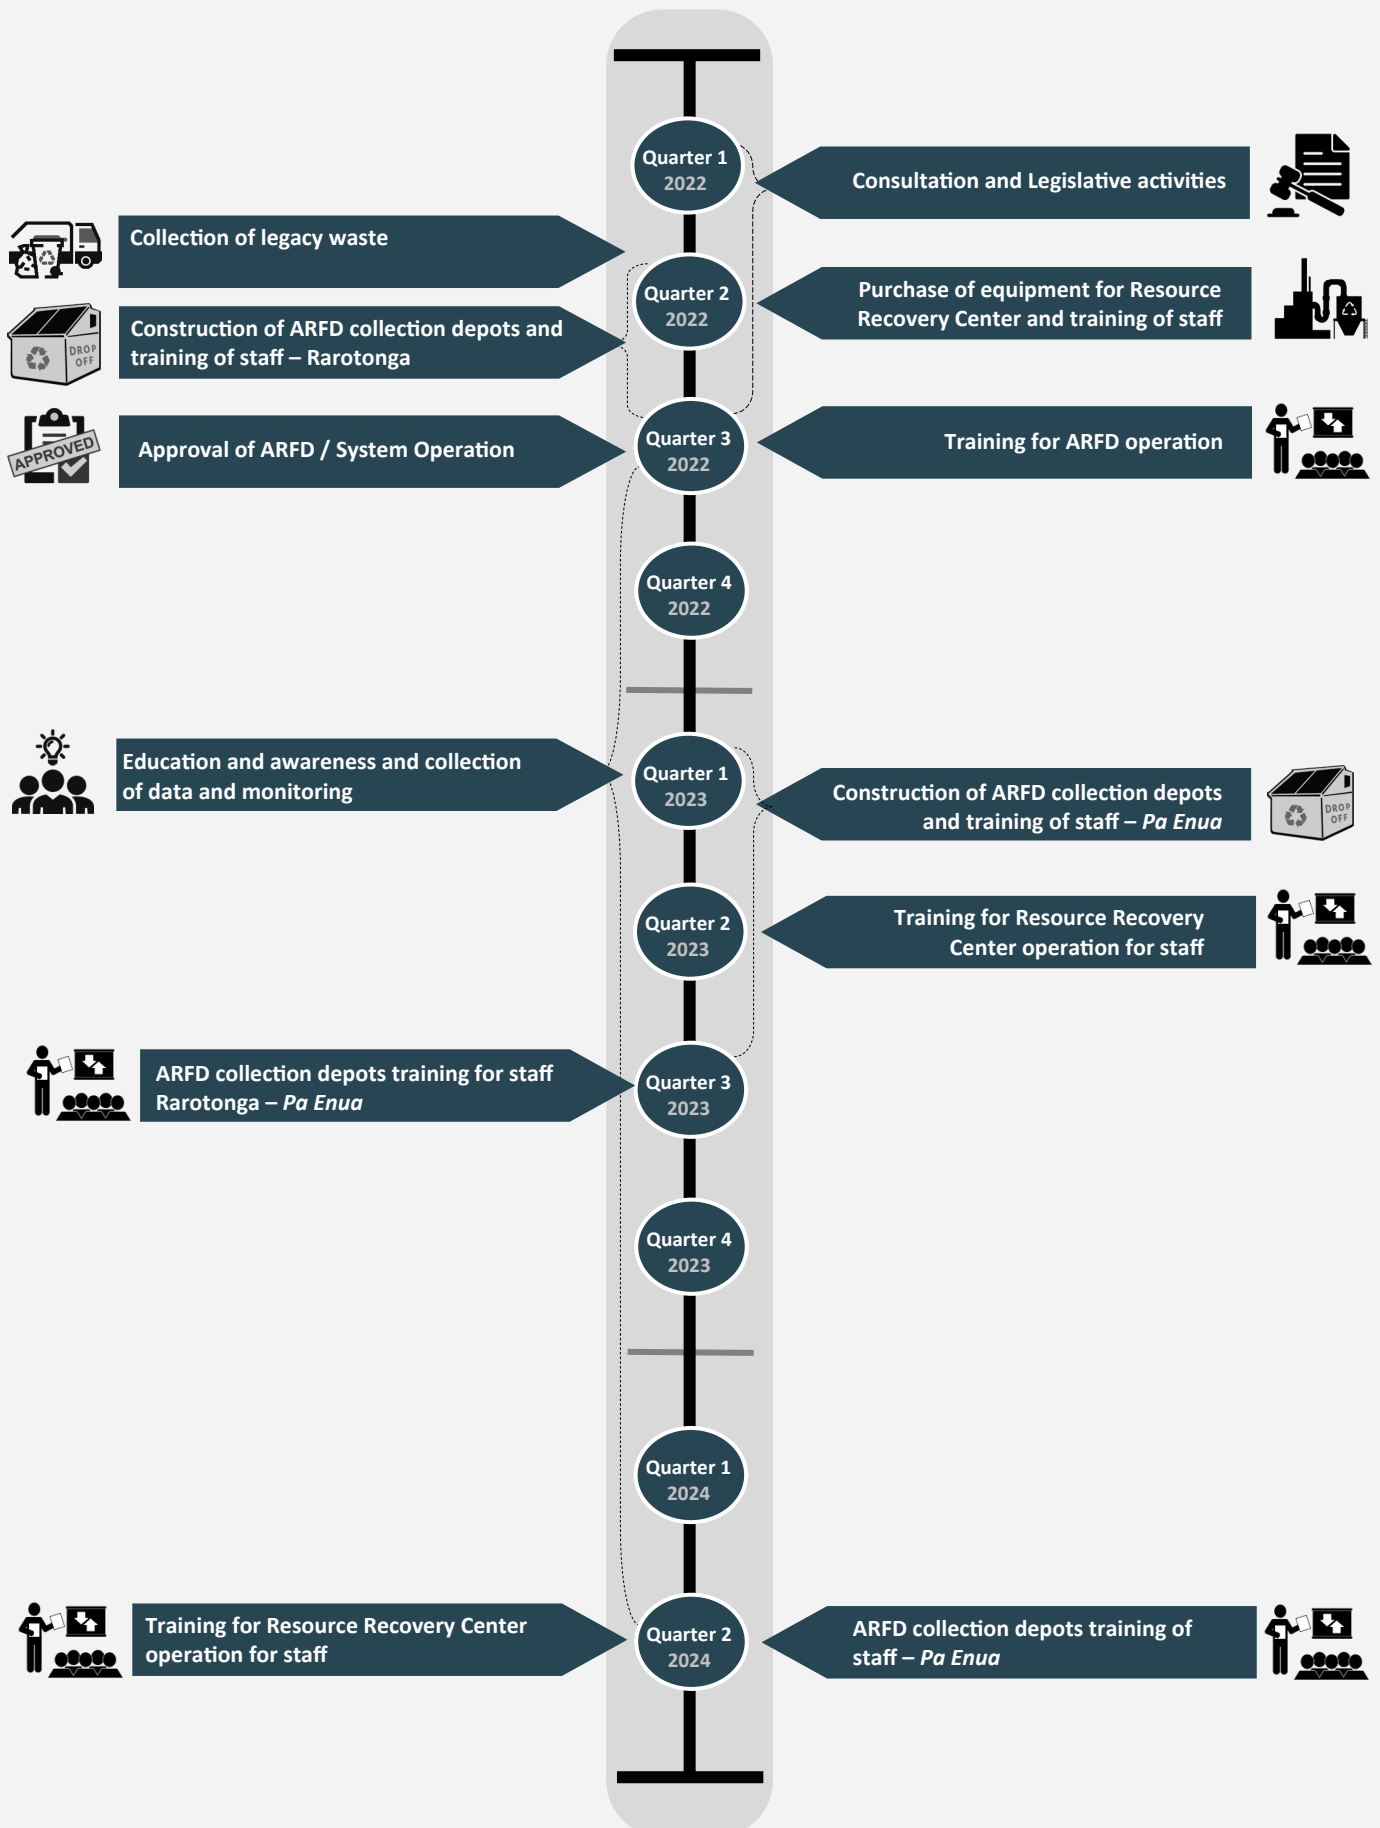 Quarter 1
2022
Consultation and Legislative activities
Collection of legacy waste
Quarter 2
2022
Purchase of equipment for Resource
Recovery Center and training of staff
Construction of ARFD collection depots and
training of staff – Rarotonga
DROP
OFF
Quarter 3
2022
Training for ARFD operation
APPROVED
Approval of ARFD / System Operation
Quarter 4
2022
Education and awareness and collection
of data and monitoring
Quarter 1
2023
Construction of ARFD collection depots
and training of staff – Pa Enua
DROP
OFF
Quarter 2
2023
Training for Resource Recovery
Center operation for staff
ARFD collection depots training for staff
Rarotonga – Pa Enua
Quarter 3
2023
Quarter 4
2023
Quarter 1
2024
Training for Resource Recovery Center
operation for staff
Quarter 2
2024
ARFD collection depots training of
staff – Pa Enua